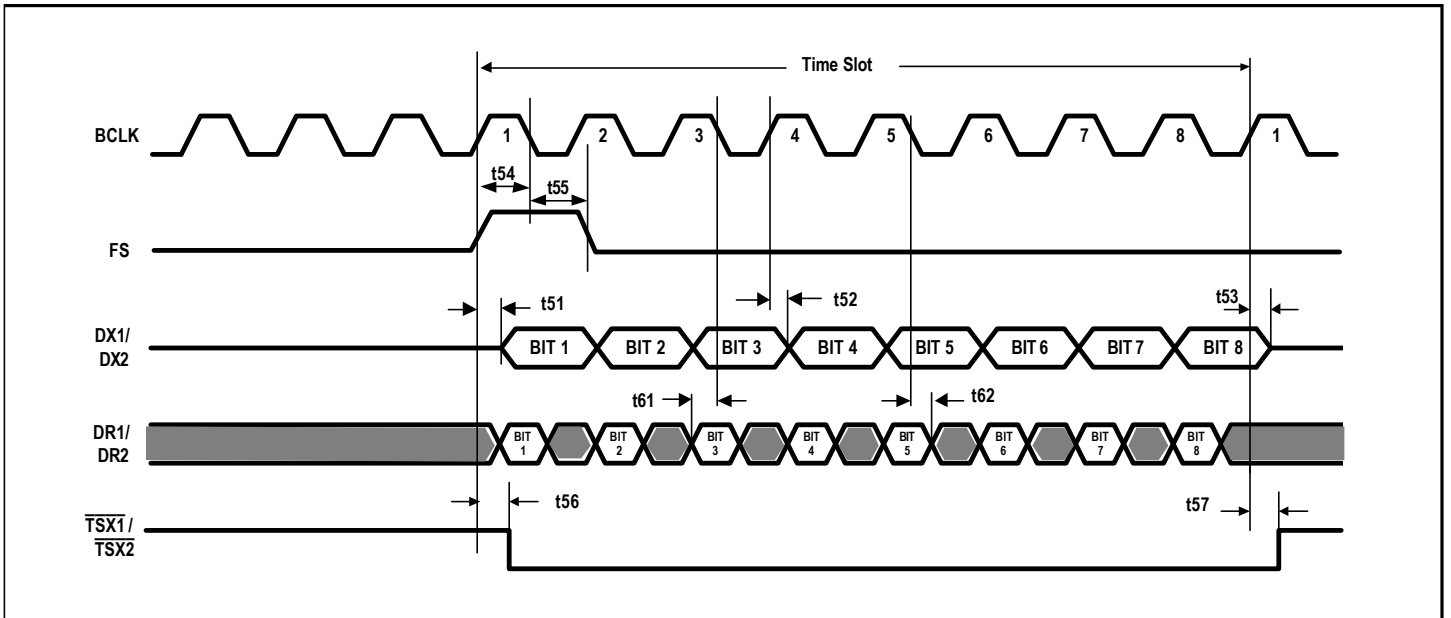 Time Slot
BCLK
1 2 3 4 5 6 7 8 1
t54
t55
FS
t51
t52
t53
DX1/
DX2
BIT 1 BIT 2 BIT 3 BIT 4 BIT 5 BIT 6 BIT 7 BIT 8
t61
t62
DR1/
DR2
BIT BIT BIT BIT BIT BIT BIT BIT
1 2 3 4 5 6 7 8
t56
t57
TSX1 /
TSX2